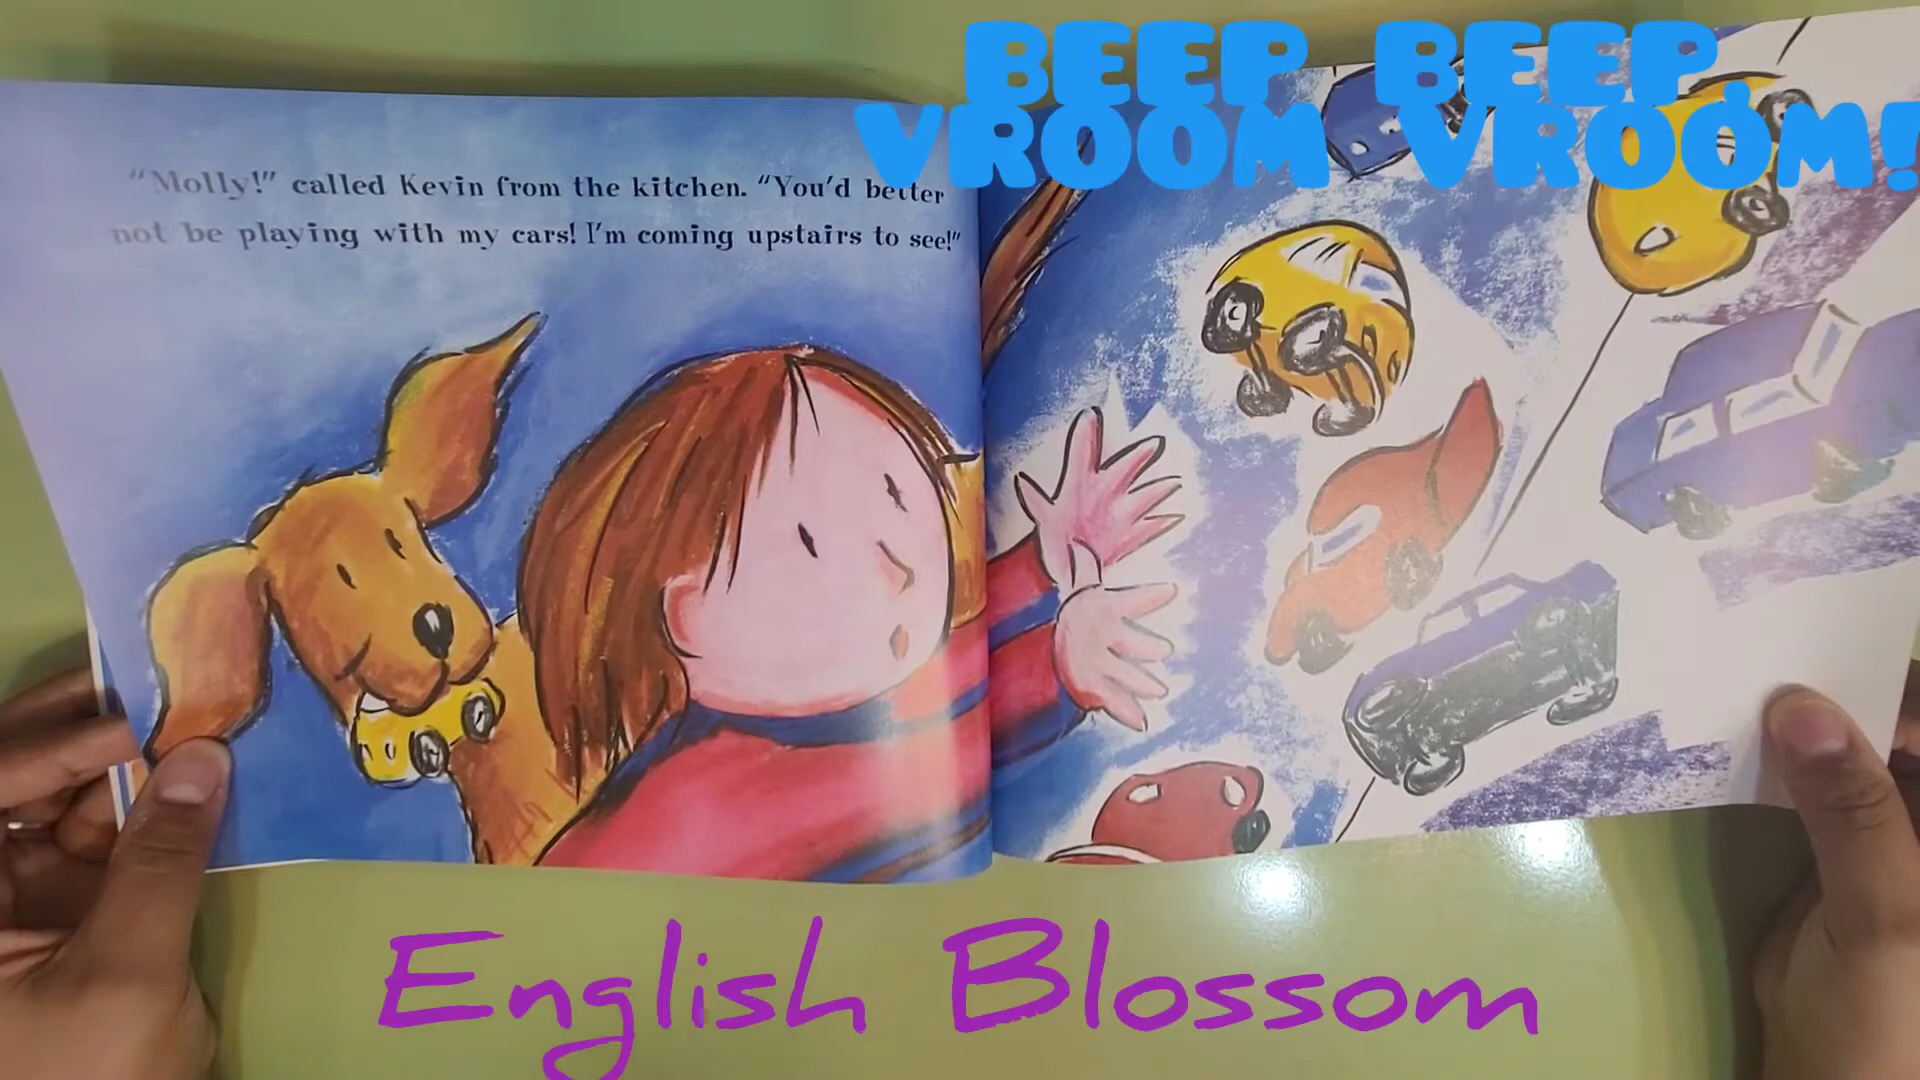 BEEP BEEP,
VROOM VROOM!
"Molly!" called Kevin from the kitchen. "You'd better
not be playing with my cars! I'm coming upstairs to see!"
English Blossom